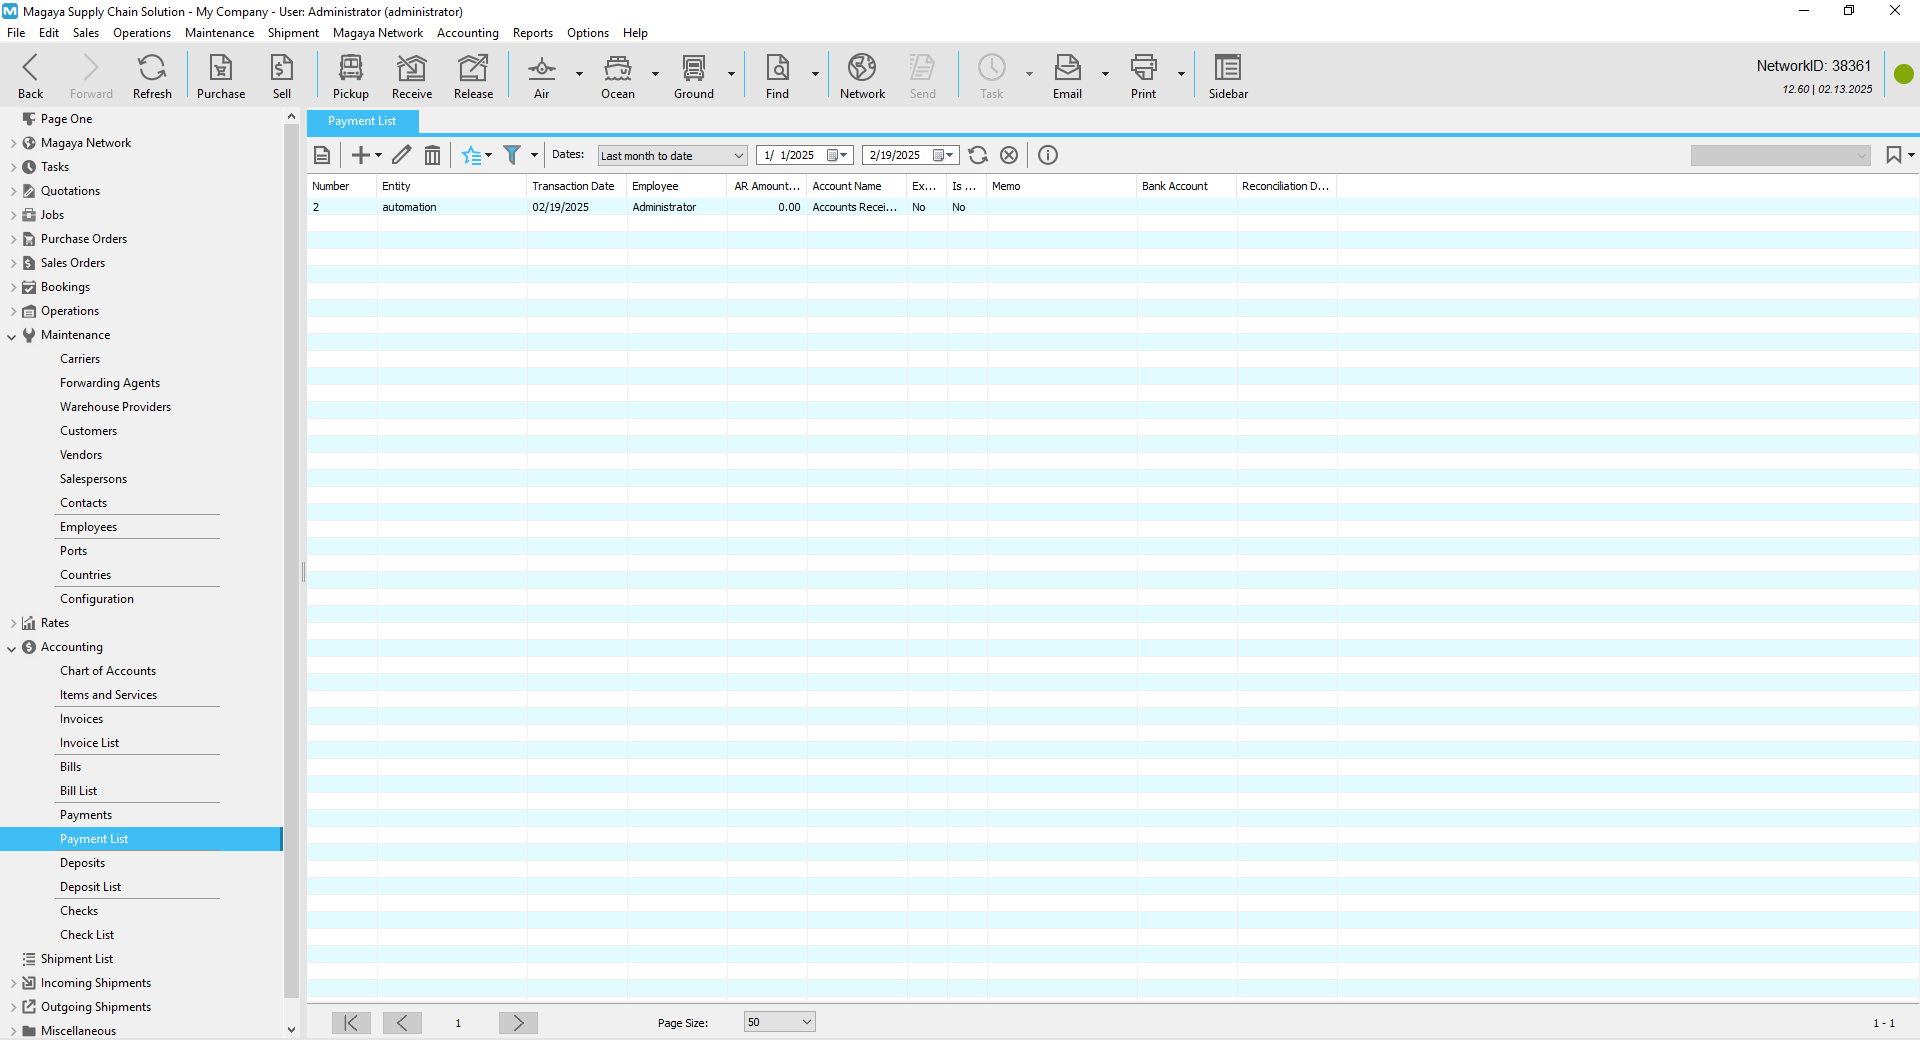 Magaya Supply Chain Solution - My Company - User: Administrator (administrator)
File Edit Sales Operations Maintenance Shipment Magaya Network Accounting Reports Options Help
Back Forward Refresh Purchase Sell Pickup Receive Release Air Ocean Ground Find Network Send Task Email Print Sidebar
NetworkID: 38361
12.60 | 02.13.2025
Page One
Magaya Network
Tasks
Quotations
Jobs
Purchase Orders
Sales Orders
Bookings
Operations
Maintenance
Carriers
Forwarding Agents
Warehouse Providers
Customers
Vendors
Salespersons
Contacts
Employees
Ports
Countries
Configuration
Rates
Accounting
Chart of Accounts
Items and Services
Invoices
Invoice List
Bills
Bill List
Payments
Payment List
Deposits
Deposit List
Checks
Check List
Shipment List
Incoming Shipments
Outgoing Shipments
Miscellaneous
Payment List
Dates: Last month to date 1/ 1/2025 2/19/2025
Number Entity Transaction Date Employee AR Amount... Account Name Ex... Is ... Memo Bank Account Reconciliation D...
2 automation 02/19/2025 Administrator 0.00 Accounts Recei... No No
1 Page Size: 50 1 - 1